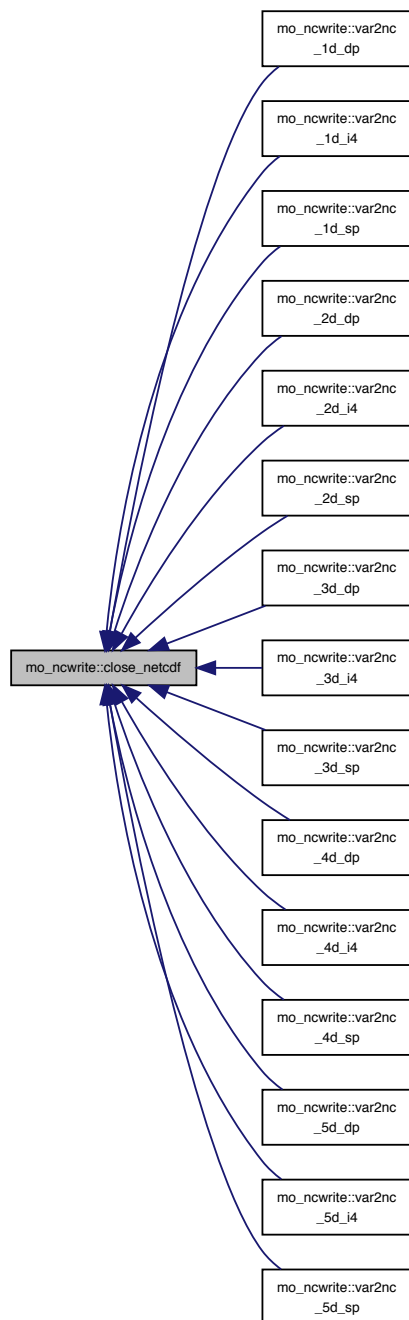 mo_ncwrite::var2nc
_1d_dp
mo_ncwrite::var2nc
_1d_i4
mo_ncwrite::var2nc
_1d_sp
mo_ncwrite::var2nc
_2d_dp
mo_ncwrite::var2nc
_2d_i4
mo_ncwrite::var2nc
_2d_sp
mo_ncwrite::var2nc
_3d_dp
mo_ncwrite::close_netcdf
mo_ncwrite::var2nc
_3d_i4
mo_ncwrite::var2nc
_3d_sp
mo_ncwrite::var2nc
_4d_dp
mo_ncwrite::var2nc
_4d_i4
mo_ncwrite::var2nc
_4d_sp
mo_ncwrite::var2nc
_5d_dp
mo_ncwrite::var2nc
_5d_i4
mo_ncwrite::var2nc
_5d_sp